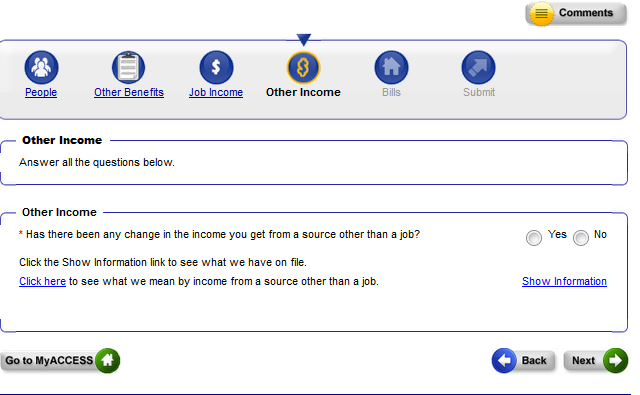 Comments
People Other Benefits Job Income Other Income Bills Submit
Other Income
Answer all the questions below.
Other Income
* Has there been any change in the income you get from a source other than a job? Yes No
Click the Show Information link to see what we have on file.
Click here to see what we mean by income from a source other than a job. Show Information
Go to MyACCESS Back Next